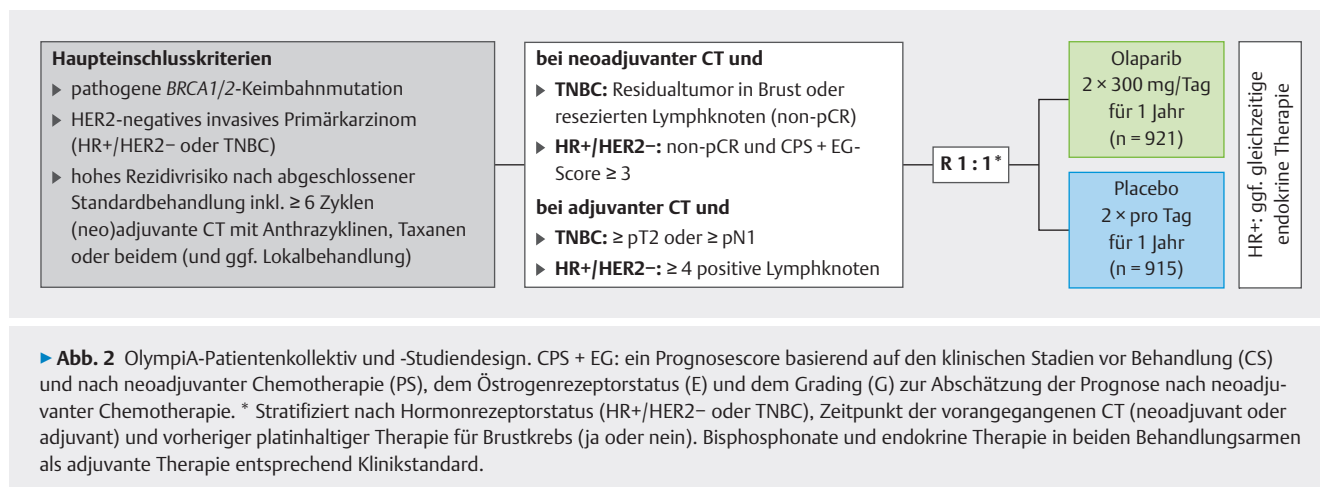 Haupteinschlusskriterien
▶ pathogene BRCA1/2-Keimbahnmutation
▶ HER2-negatives invasives Primärkarzinom
(HR+/HER2− oder TNBC)
▶ hohes Rezidivrisiko nach abgeschlossener
Standardbehandlung inkl. ≥ 6 Zyklen
(neo)adjuvante CT mit Anthrazyklinen, Taxanen
oder beidem (und ggf. Lokalbehandlung)
bei neoadjuvanter CT und
▶ TNBC: Residualtumor in Brust oder
resezierten Lymphknoten (non-pCR)
▶ HR+/HER2−: non-pCR und CPS + EG-
Score ≥ 3
bei adjuvanter CT und
▶ TNBC: ≥ pT2 oder ≥ pN1
▶ HR+/HER2−: ≥ 4 positive Lymphknoten
R 1 : 1*
Olaparib
2 × 300 mg/Tag
für 1 Jahr
(n = 921)
Placebo
2 × pro Tag
für 1 Jahr
(n = 915)
HR+: ggf. gleichzeitige
endokrine Therapie
▶ Abb. 2 OlympiA-Patientenkollektiv und -Studiendesign. CPS + EG: ein Prognosescore basierend auf den klinischen Stadien vor Behandlung (CS)
und nach neoadjuvanter Chemotherapie (PS), dem Östrogenrezeptorstatus (E) und dem Grading (G) zur Abschätzung der Prognose nach neoadju-
vanter Chemotherapie. * Stratifiziert nach Hormonrezeptorstatus (HR+/HER2− oder TNBC), Zeitpunkt der vorangegangenen CT (neoadjuvant oder
adjuvant) und vorheriger platinhaltiger Therapie für Brustkrebs (ja oder nein). Bisphosphonate und endokrine Therapie in beiden Behandlungsarmen
als adjuvante Therapie entsprechend Klinikstandard.